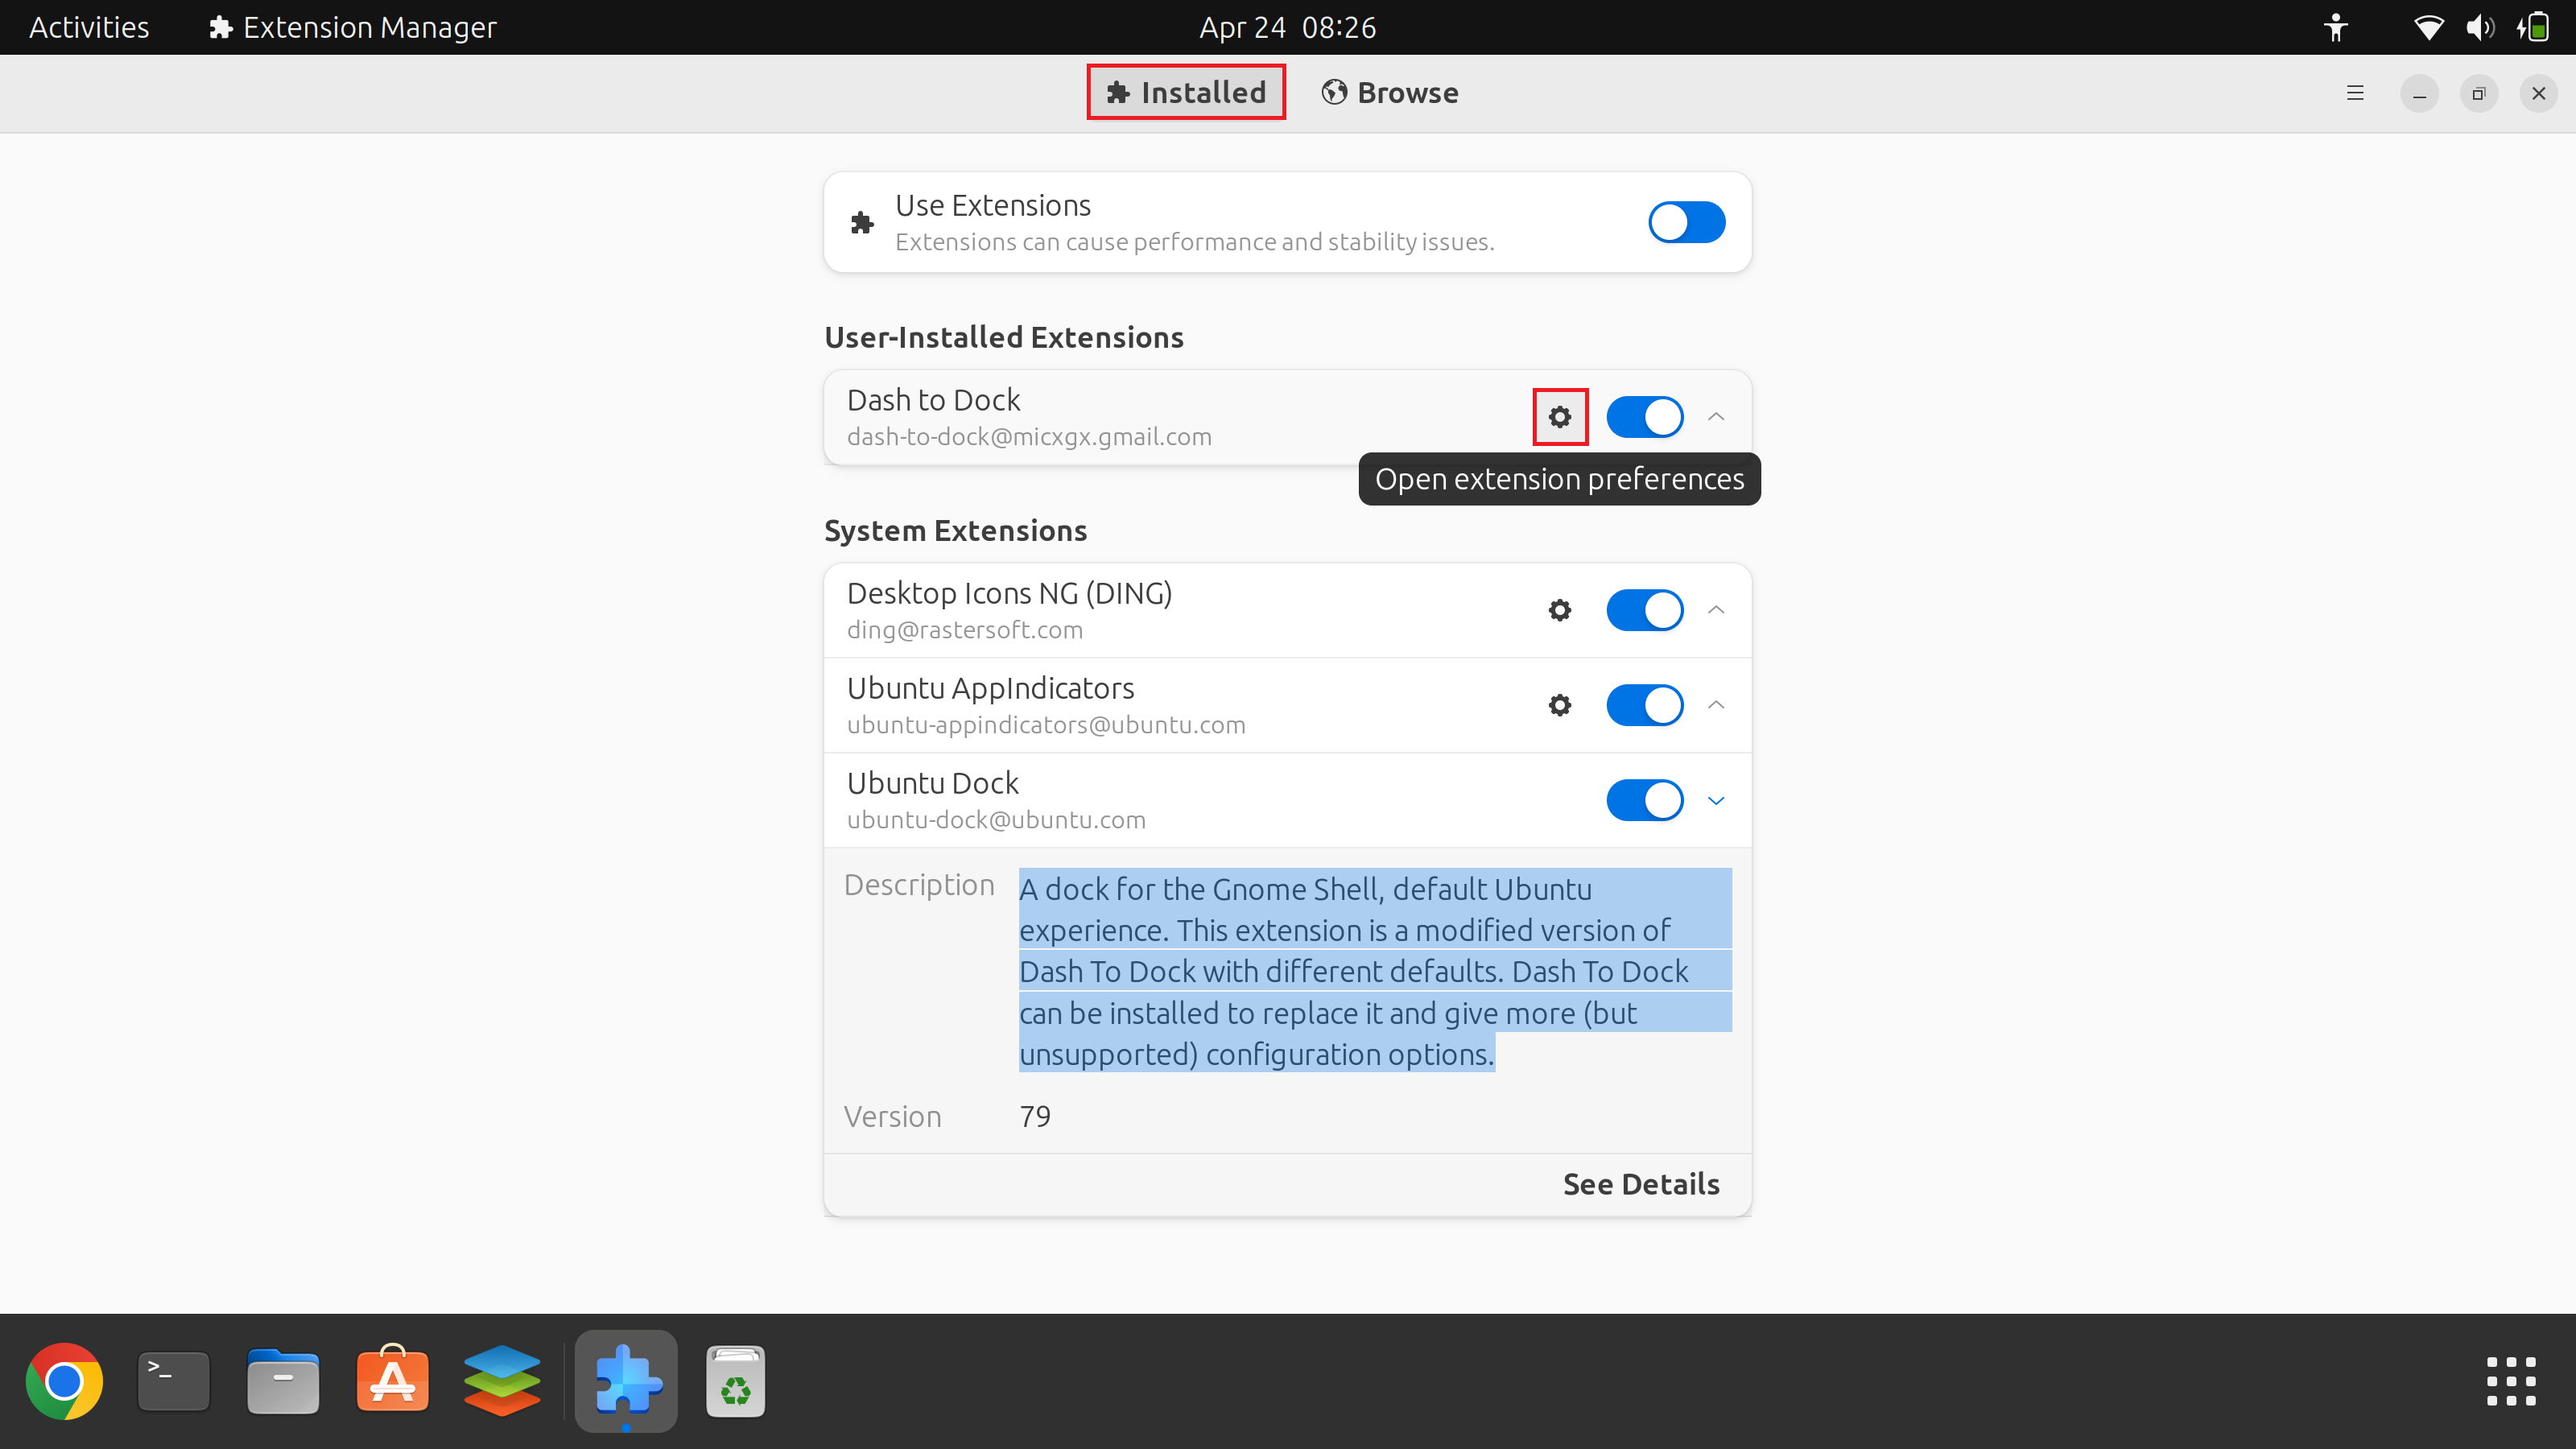 Activities
Extension Manager
Apr 24 08:26
Installed
Browse
Use Extensions
Extensions can cause performance and stability issues.
User-Installed Extensions
Dash to Dock
dash-to-dock@micxgx.gmail.com
Open extension preferences
System Extensions
Desktop Icons NG (DING)
ding@rastersoft.com
Ubuntu AppIndicators
ubuntu-appindicators@ubuntu.com
Ubuntu Dock
ubuntu-dock@ubuntu.com
Description
A dock for the Gnome Shell, default Ubuntu
experience. This extension is a modified version of
Dash To Dock with different defaults. Dash To Dock
can be installed to replace it and give more (but
unsupported) configuration options.
Version
79
See Details